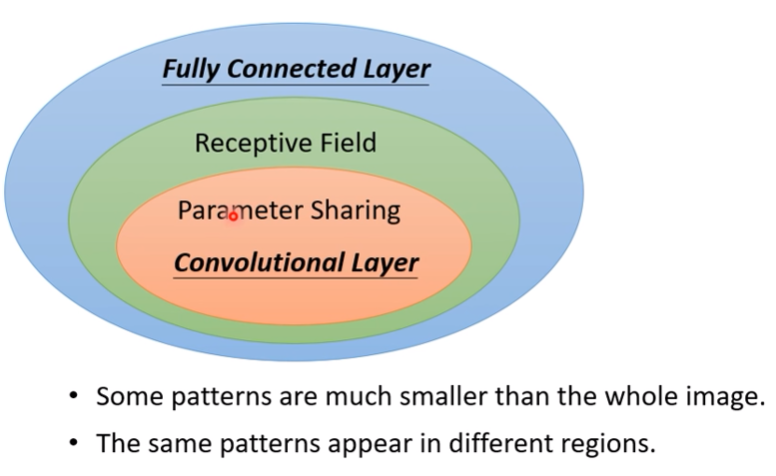 Fully Connected Layer
Receptive Field
Parameter Sharing
Convolutional Layer
• Some patterns are much smaller than the whole image.
• The same patterns appear in different regions.